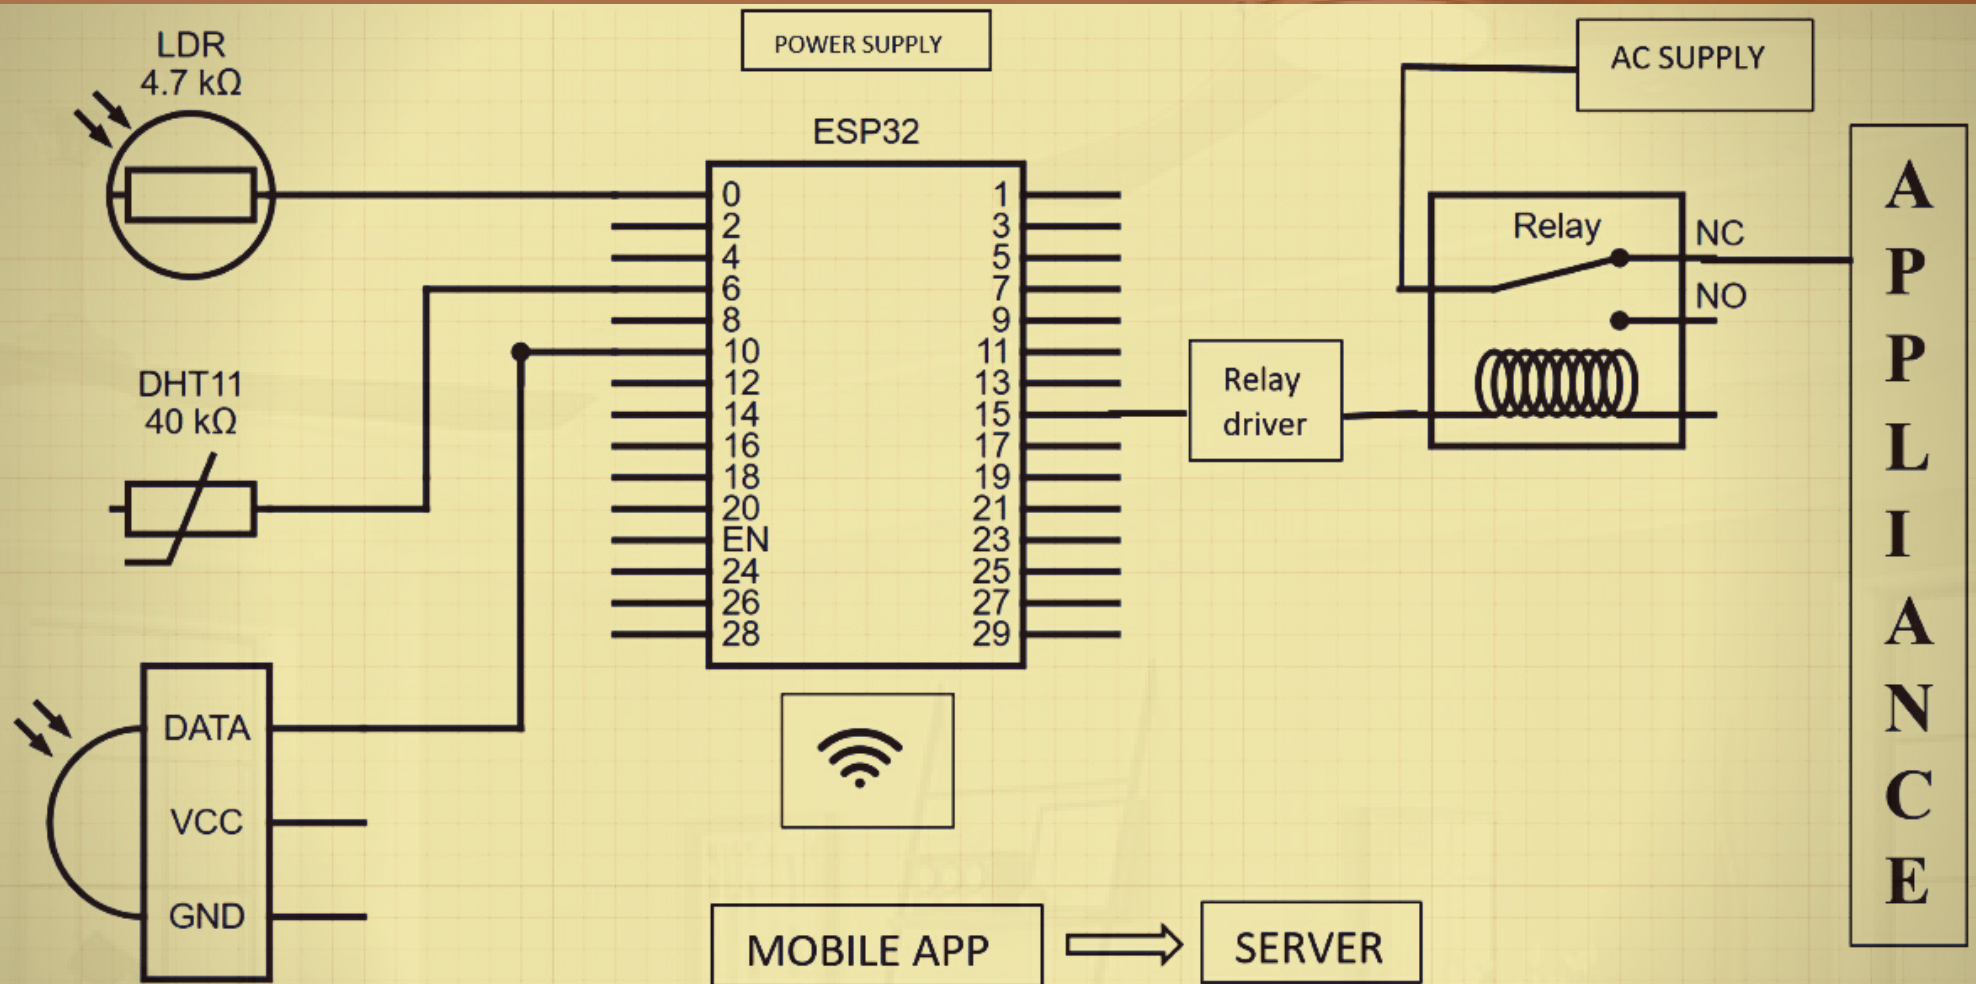 LDR
4.7 kΩ
POWER SUPPLY
AC SUPPLY
ESP32
0
2
4
6
8
10
12
14
16
18
20
EN
24
26
28
1
3
5
7
9
11
13
15
17
19
21
23
25
27
29
DHT11
40 kΩ
DATA
VCC
GND
Relay
driver
Relay
NC
NO
APPLIANCE
MOBILE APP
SERVER